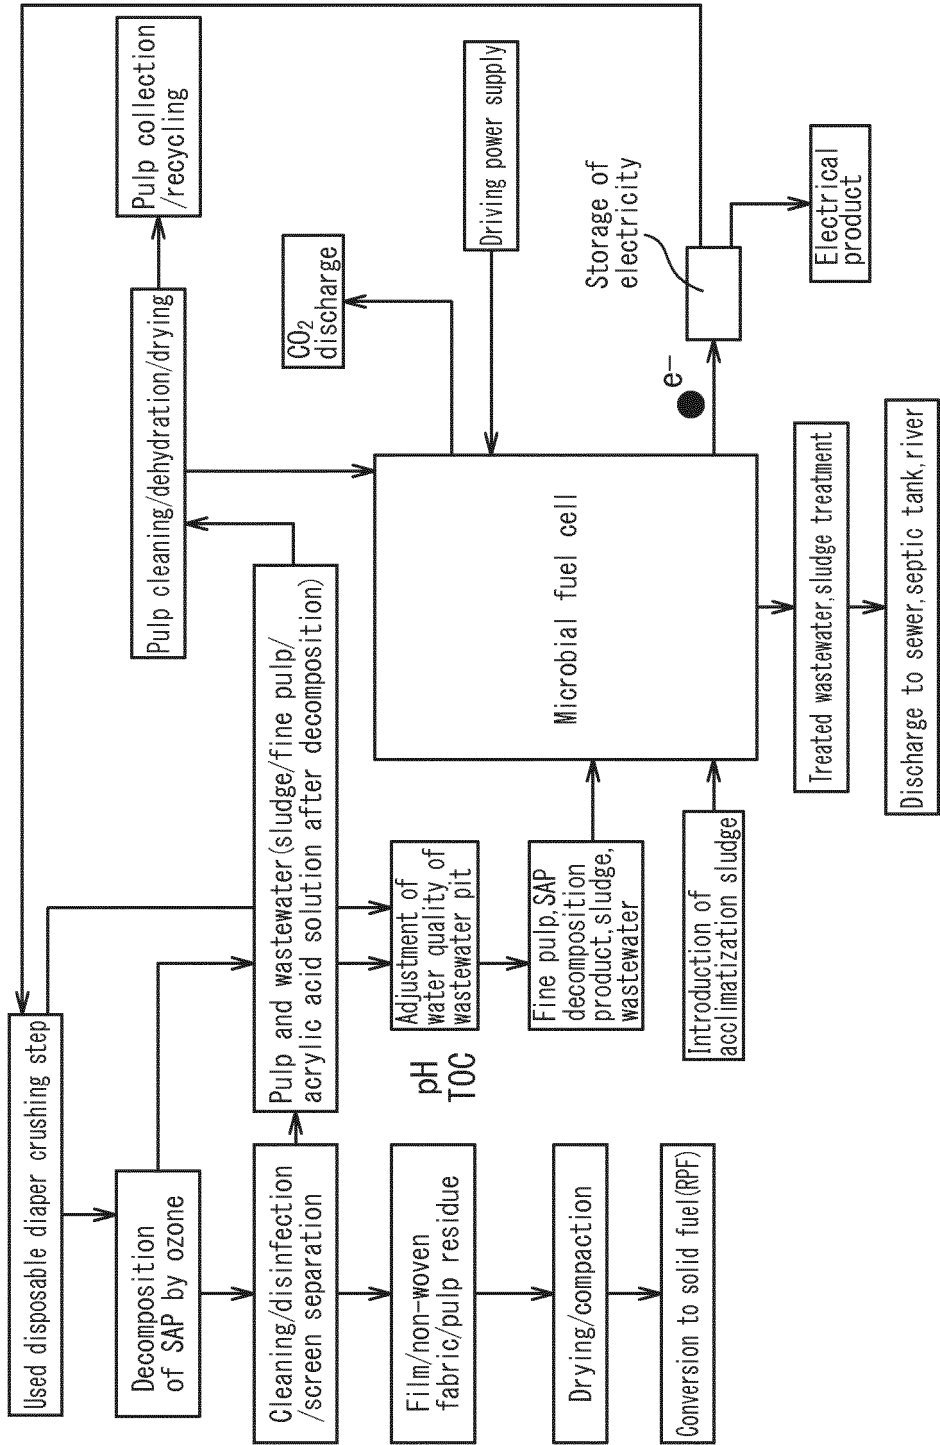 Used disposable diaper crushing step
Decomposition
of SAP by ozone
Cleaning/disinfection
/screen separation
Film/non-woven
fabric/pulp residue
Drying/compaction
Conversion to solid fuel(RPF)
Pulp and wastewater(sludge/fine pulp/
acrylic acid solution after decomposition)
Adjustment of
water quality of
wastewater pit
pH
TOC
Fine pulp,SAP
decomposition
product,sludge,
wastewater
Introduction of
acclimatization sludge
Pulp cleaning/dehydration/drying
Pulp collection
/recycling
CO2
discharge
Driving power supply
Microbial fuel cell
e−
Storage of
electricity
Electrical
product
Treated wastewater,sludge treatment
Discharge to sewer,septic tank,river